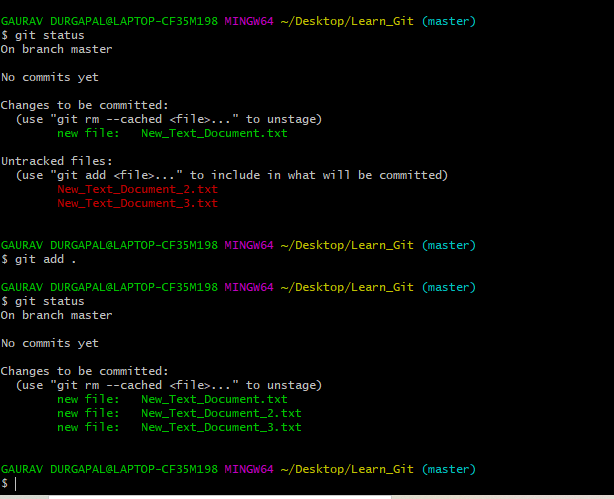 GAURAV DURGAPAL@LAPTOP-CF35M198 MINGW64 ~/Desktop/Learn_Git (master)
$ git status
On branch master
No commits yet
Changes to be committed:
(use "git rm --cached <file>..." to unstage)
new file:   New_Text_Document.txt
Untracked files:
(use "git add <file>..." to include in what will be committed)
New_Text_Document_2.txt
New_Text_Document_3.txt
GAURAV DURGAPAL@LAPTOP-CF35M198 MINGW64 ~/Desktop/Learn_Git (master)
$ git add .
GAURAV DURGAPAL@LAPTOP-CF35M198 MINGW64 ~/Desktop/Learn_Git (master)
$ git status
On branch master
No commits yet
Changes to be committed:
(use "git rm --cached <file>..." to unstage)
new file:   New_Text_Document.txt
new file:   New_Text_Document_2.txt
new file:   New_Text_Document_3.txt
GAURAV DURGAPAL@LAPTOP-CF35M198 MINGW64 ~/Desktop/Learn_Git (master)
$